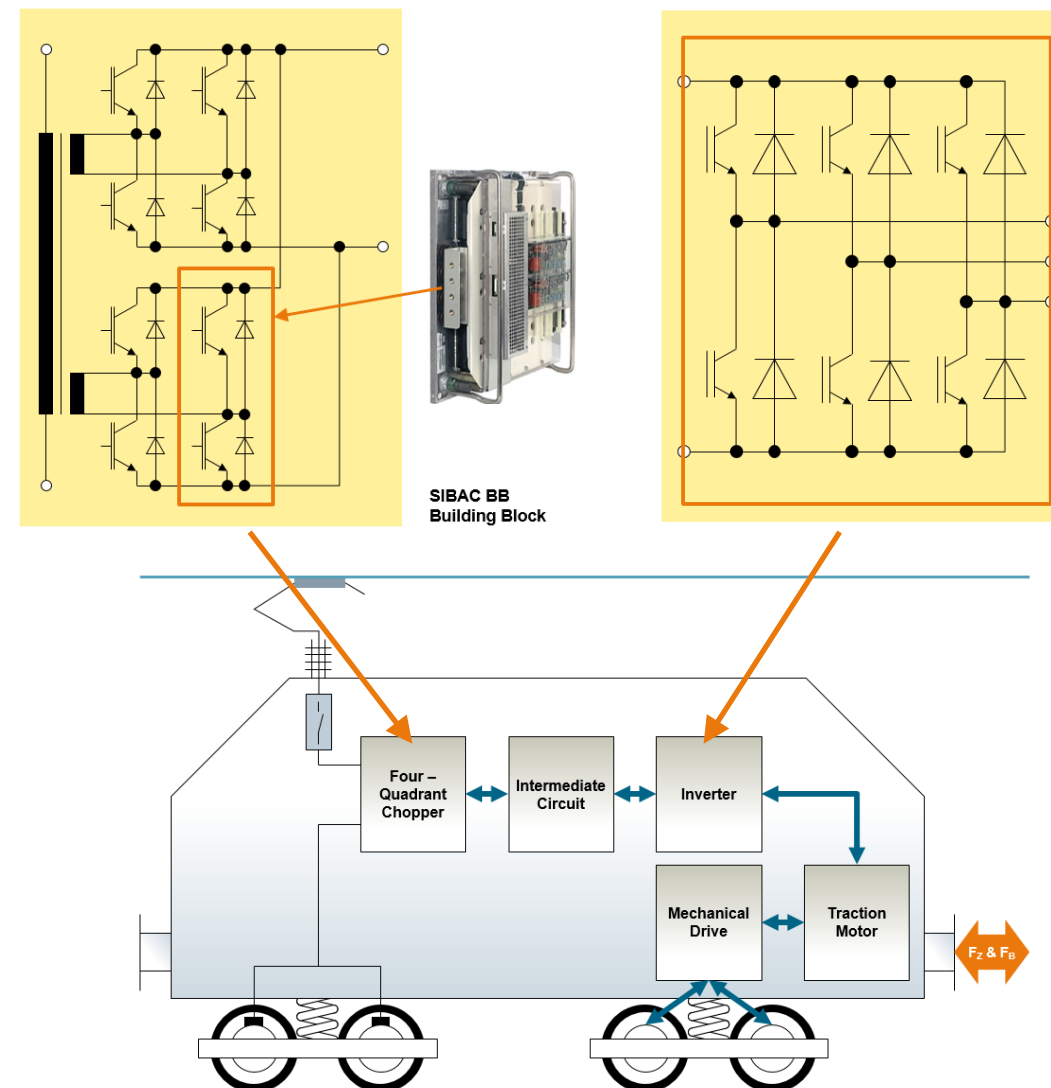 SIBAC BB
Building Block
Four –
Quadrant
Chopper
Intermediate
Circuit
Inverter
Mechanical
Drive
Traction
Motor
FZ & FB